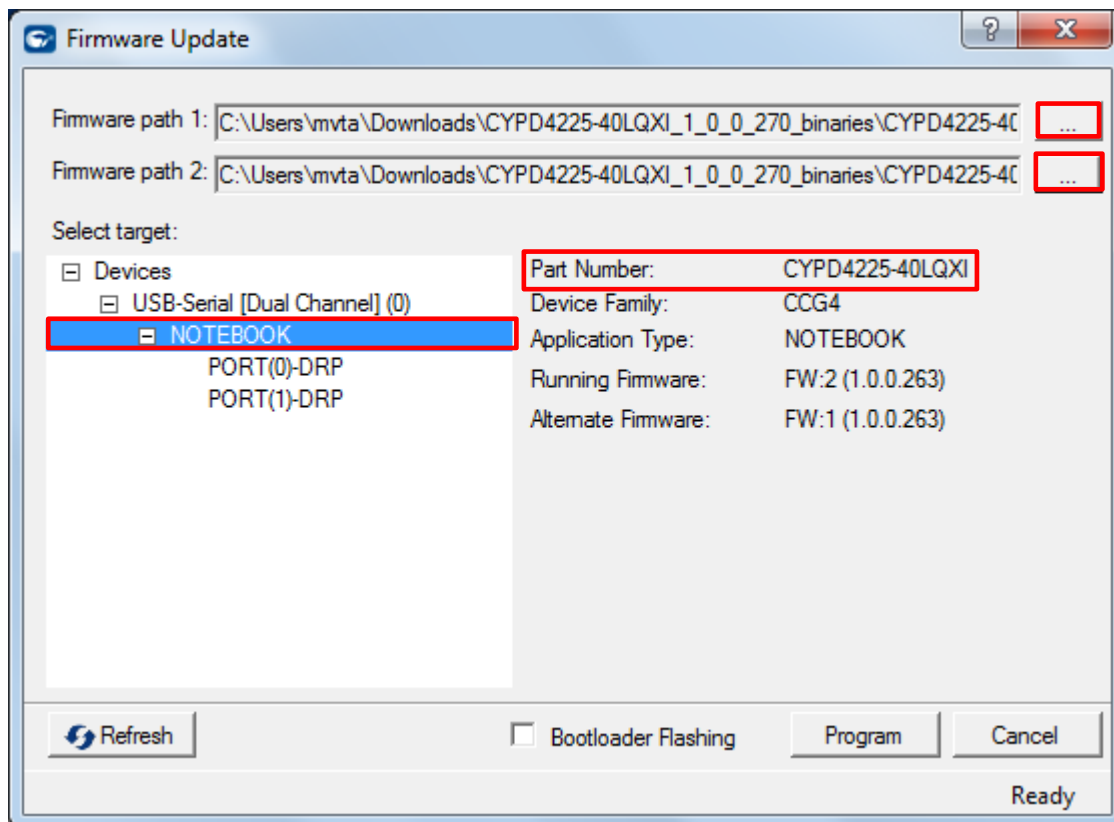 Firmware Update
Firmware path 1: C:\Users\mvta\Downloads\CYPD4225-40LQXI_1_0_0_270_binaries\CYPD4225-40 ...
Firmware path 2: C:\Users\mvta\Downloads\CYPD4225-40LQXI_1_0_0_270_binaries\CYPD4225-40 ...
Select target:
Devices
USB-Serial [Dual Channel] (0)
NOTEBOOK
PORT(0)-DRP
PORT(1)-DRP
Part Number: CYPD4225-40LQXI
Device Family: CCG4
Application Type: NOTEBOOK
Running Firmware: FW:2 (1.0.0.263)
Alternate Firmware: FW:1 (1.0.0.263)
Refresh Bootloader Flashing Program Cancel
Ready